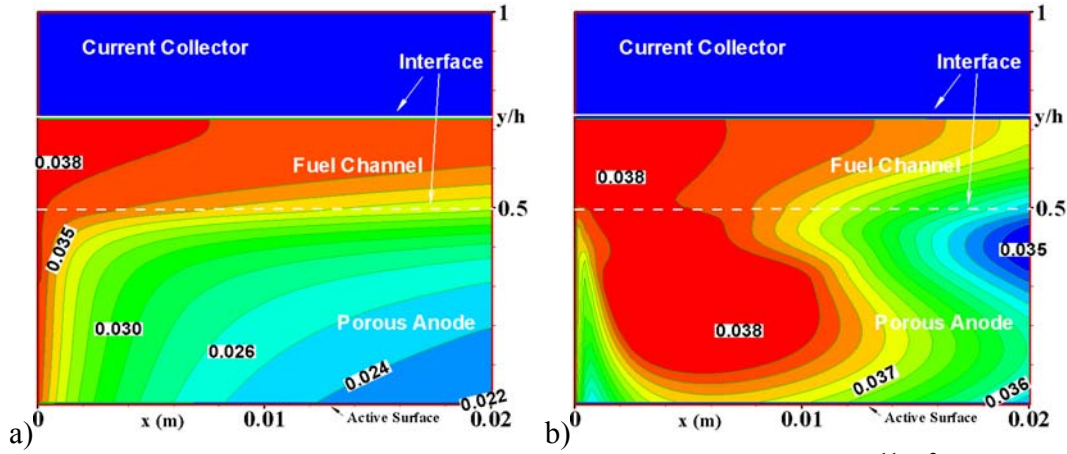 1
Current Collector
Interface
y/h
0.038
Fuel Channel
0.5
0.035
0.030
Porous Anode
0.026
0.024
0.022
0
x (m)
0.01
Active Surface
0.02
a)
1
Current Collector
Interface
y/h
0.038
Fuel Channel
0.5
0.035
Porous Anode
0.038
0.037
0.036
0
x (m)
0.01
Active Surface
0.02
b)